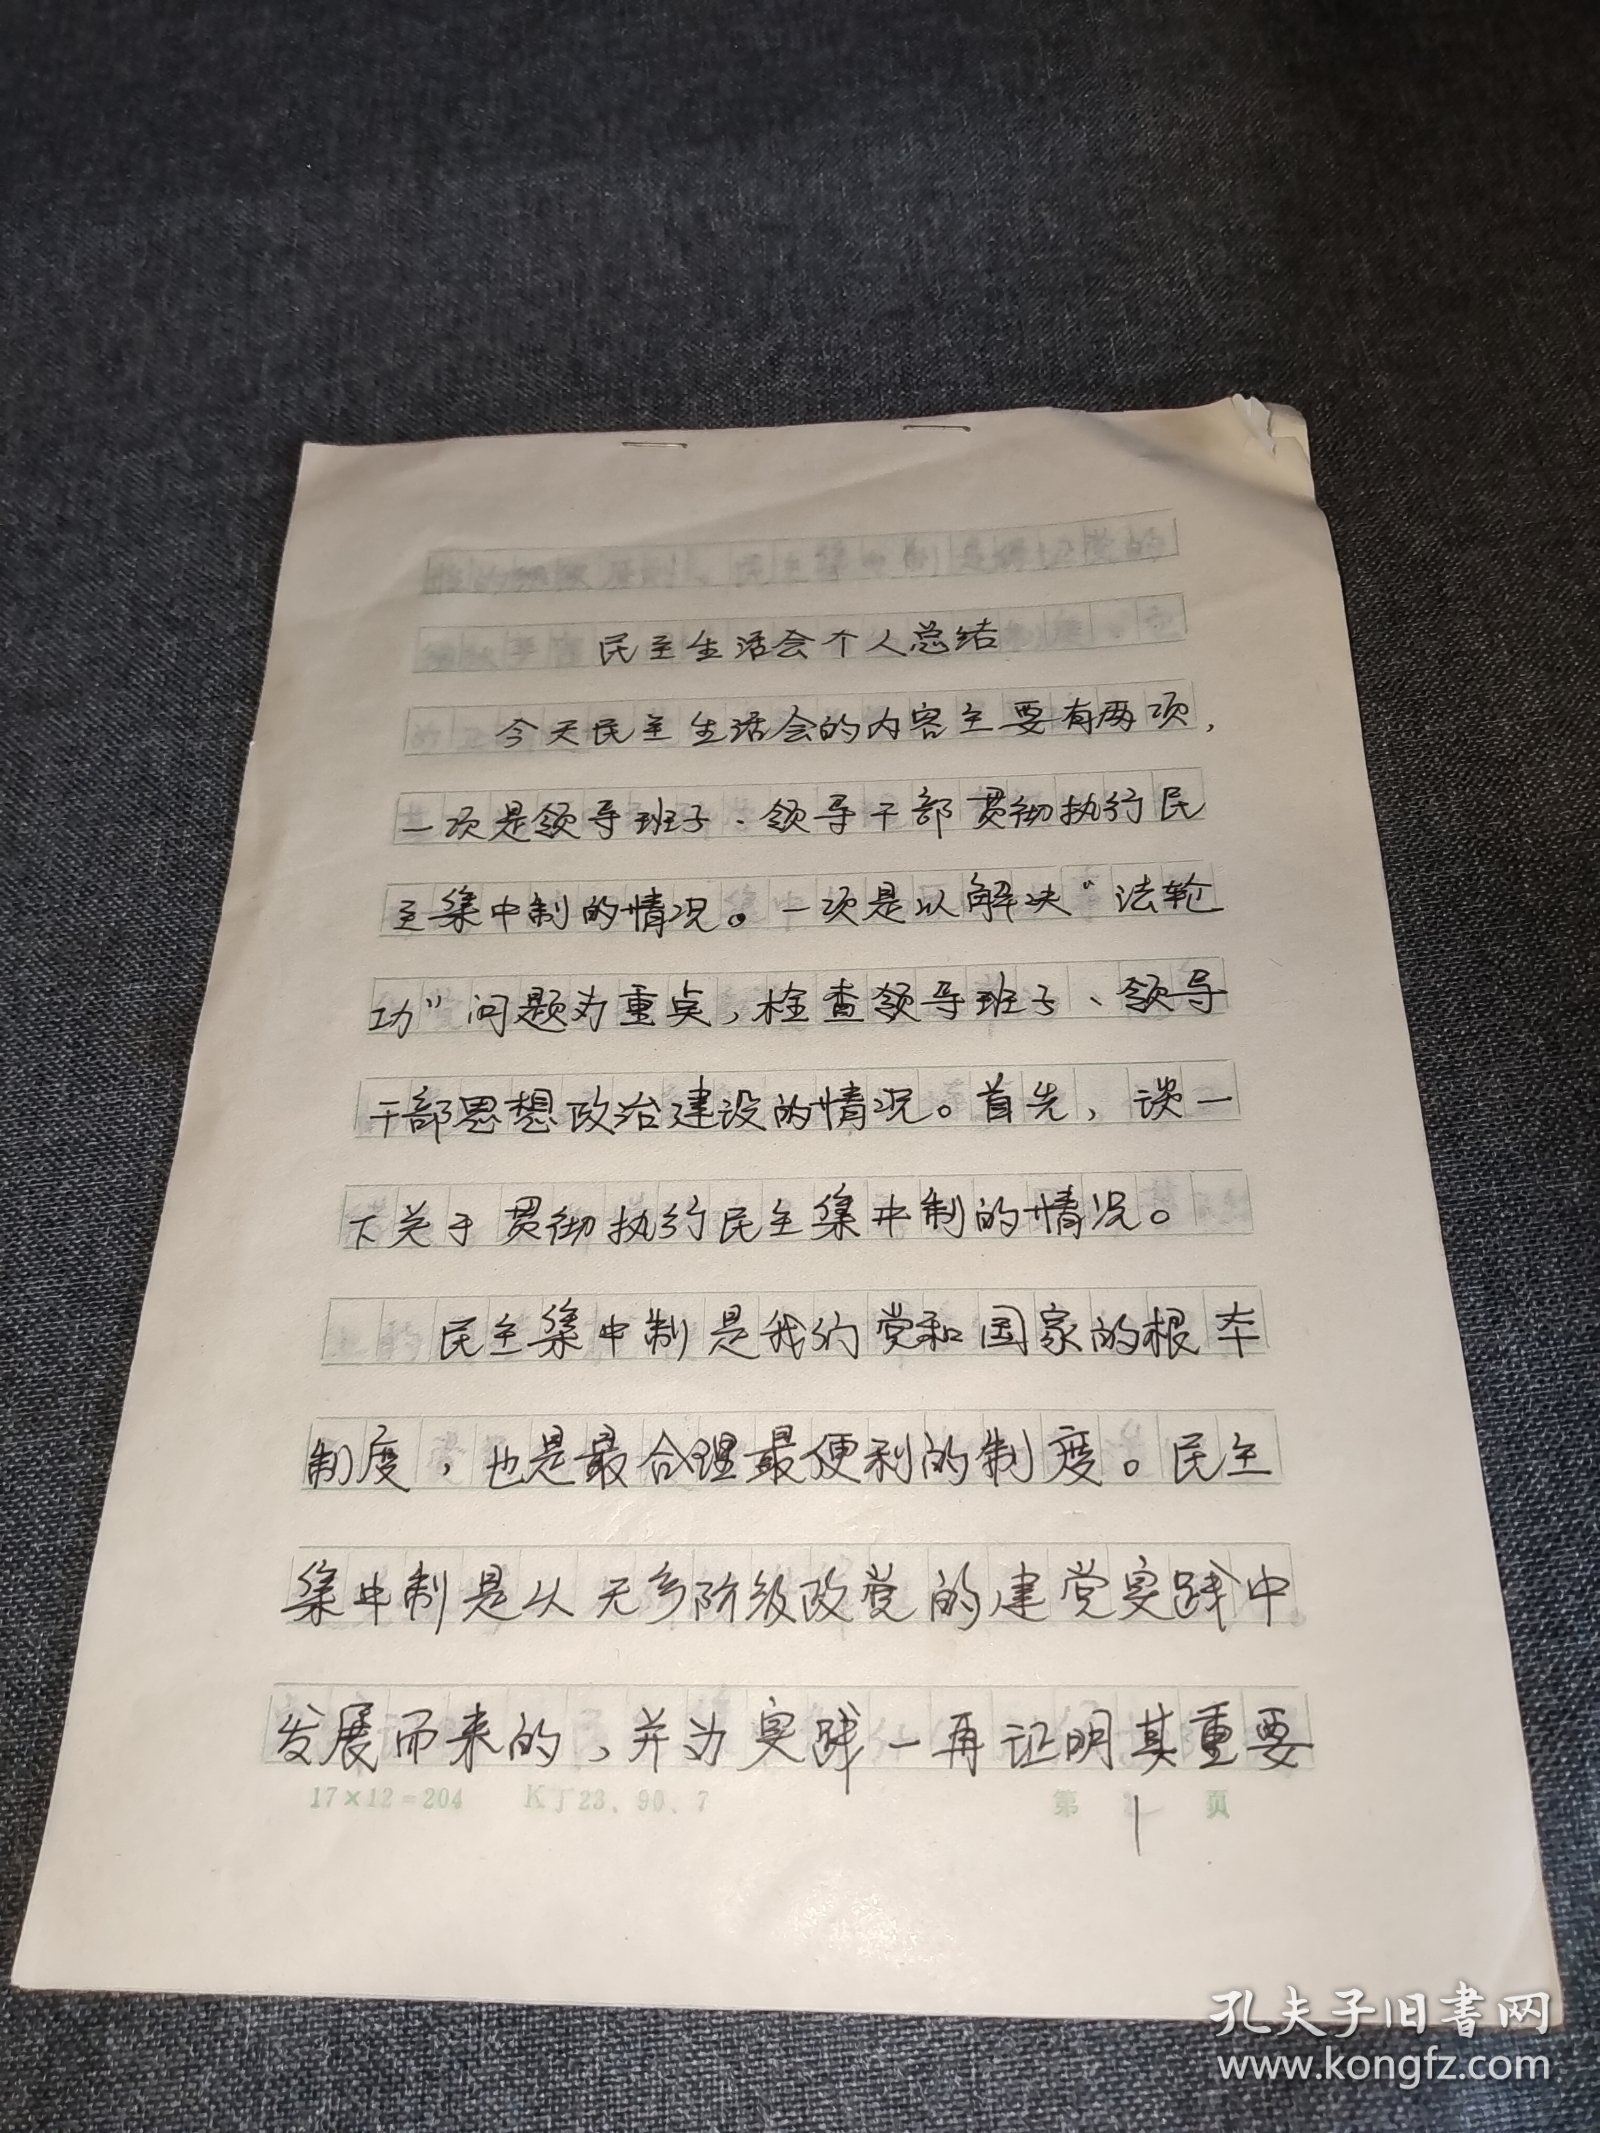 民主生活会个人总结
今天民主生活会的内容主要有两项，
一项是领导班子、领导干部贯彻执行民
主集中制的情况。一项是以解决“法轮
功”问题为重点，检查领导班子、领导
干部思想政治建设的情况。首先，谈一
下关于贯彻执行民主集中制的情况。
民主集中制是我们党和国家的根本
制度，也是最合理最便利的制度。民主
集中制是从无产阶级政党的建党实践中
发展而来的，并为实践一再证明其重要
17×12=204 KJ23、90、7 第 1 页
孔夫子旧书网
www.kongfz.com